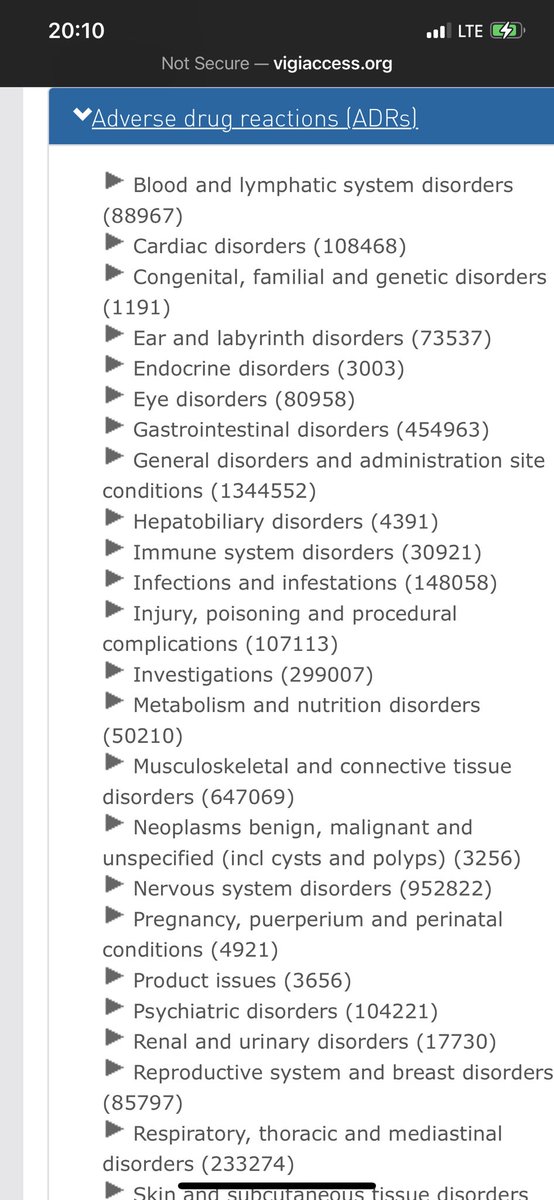 20:10
LTE
Not Secure — vigiaccess.org
Adverse drug reactions (ADRs)
Blood and lymphatic system disorders
(88967)
Cardiac disorders (108468)
Congenital, familial and genetic disorders
(1191)
Ear and labyrinth disorders (73537)
Endocrine disorders (3003)
Eye disorders (80958)
Gastrointestinal disorders (454963)
General disorders and administration site
conditions (1344552)
Hepatobiliary disorders (4391)
Immune system disorders (30921)
Infections and infestations (148058)
Injury, poisoning and procedural
complications (107113)
Investigations (299007)
Metabolism and nutrition disorders
(50210)
Musculoskeletal and connective tissue
disorders (647069)
Neoplasms benign, malignant and
unspecified (incl cysts and polyps) (3256)
Nervous system disorders (952822)
Pregnancy, puerperium and perinatal
conditions (4921)
Product issues (3656)
Psychiatric disorders (104221)
Renal and urinary disorders (17730)
Reproductive system and breast disorders
(85797)
Respiratory, thoracic and mediastinal
disorders (233274)
Skin and subcutaneous tissue disorders